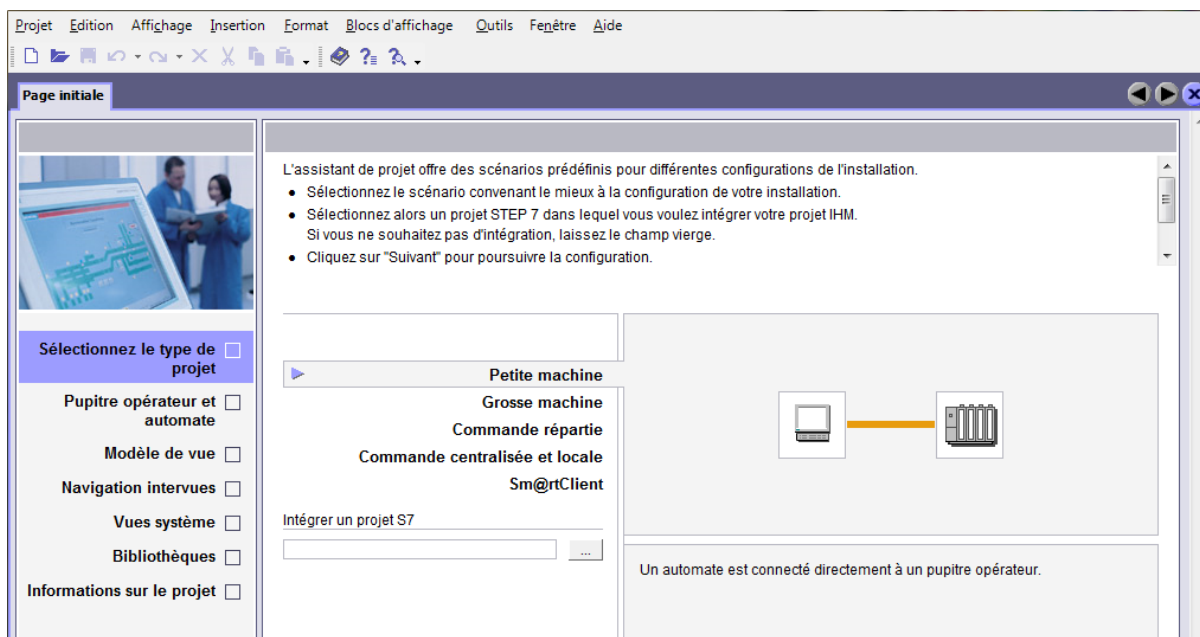 Projet Edition Affichage Insertion Format Blocs d'affichage Outils Fenêtre Aide
Page initiale
L'assistant de projet offre des scénarios prédéfinis pour différentes configurations de l'installation.
● Sélectionnez le scénario convenant le mieux à la configuration de votre installation.
● Sélectionnez alors un projet STEP 7 dans lequel vous voulez intégrer votre projet IHM.
Si vous ne souhaitez pas d'intégration, laissez le champ vierge.
● Cliquez sur "Suivant" pour poursuivre la configuration.
Sélectionnez le type de
projet
Pupitre opérateur et
automate
Modèle de vue
Navigation intervues
Vues système
Bibliothèques
Informations sur le projet
Petite machine
Grosse machine
Commande répartie
Commande centralisée et locale
Sm@rtClient
Intégrer un projet S7
...
Un automate est connecté directement à un pupitre opérateur.